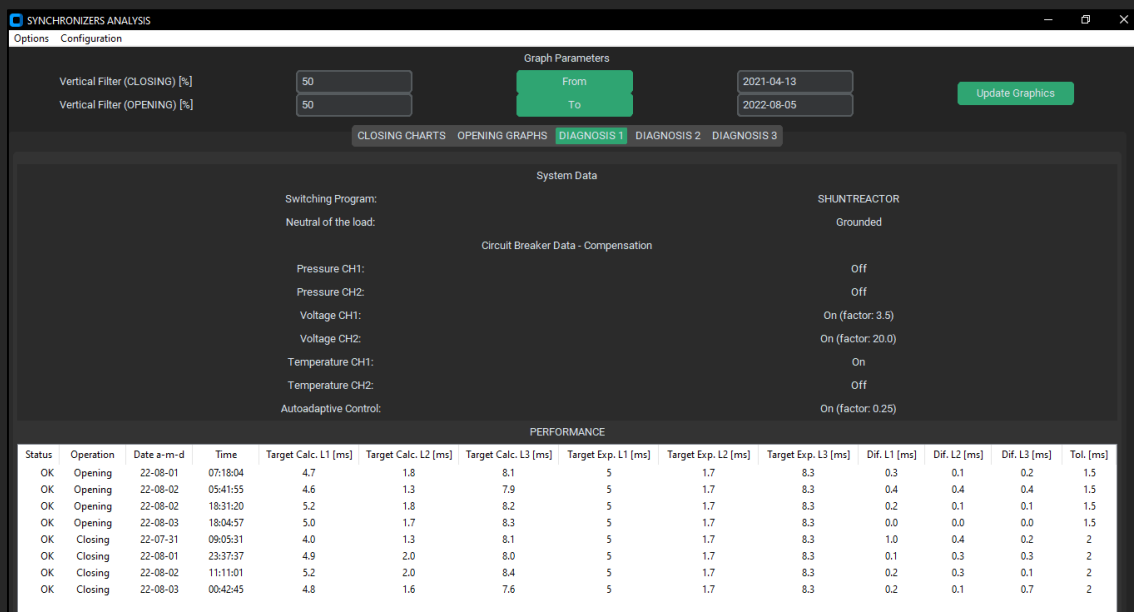 SYNCHRONIZERS ANALYSIS
Options Configuration
Graph Parameters
Vertical Filter (CLOSING) [%] 50 From 2021-04-13
Update Graphics
Vertical Filter (OPENING) [%] 50 To 2022-08-05
CLOSING CHARTS OPENING GRAPHS DIAGNOSIS 1 DIAGNOSIS 2 DIAGNOSIS 3
System Data
Switching Program: SHUNTREACTOR
Neutral of the load: Grounded
Circuit Breaker Data - Compensation
Pressure CH1: Off
Pressure CH2: Off
Voltage CH1: On (factor: 3.5)
Voltage CH2: On (factor: 20.0)
Temperature CH1: On
Temperature CH2: Off
Autoadaptive Control: On (factor: 0.25)
PERFORMANCE
Status Operation Date a-m-d Time Target Calc. L1 [ms] Target Calc. L2 [ms] Target Calc. L3 [ms] Target Exp. L1 [ms] Target Exp. L2 [ms] Target Exp. L3 [ms] Dif. L1 [ms] Dif. L2 [ms] Dif. L3 [ms] Tol. [ms]
OK Opening 22-08-01 07:18:04 4.7 1.8 8.1 5 1.7 8.3 0.3 0.1 0.2 1.5
OK Opening 22-08-02 05:41:55 4.6 1.3 7.9 5 1.7 8.3 0.4 0.4 0.4 1.5
OK Opening 22-08-02 18:31:20 5.2 1.8 8.2 5 1.7 8.3 0.2 0.1 0.1 1.5
OK Opening 22-08-03 18:04:57 5.0 1.7 8.3 5 1.7 8.3 0.0 0.0 0.0 1.5
OK Closing 22-07-31 09:05:31 4.0 1.3 8.1 5 1.7 8.3 1.0 0.4 0.2 2
OK Closing 22-08-01 23:37:37 4.9 2.0 8.0 5 1.7 8.3 0.1 0.3 0.3 2
OK Closing 22-08-02 11:11:01 5.2 2.0 8.4 5 1.7 8.3 0.2 0.3 0.1 2
OK Closing 22-08-03 00:42:45 4.8 1.6 7.6 5 1.7 8.3 0.2 0.1 0.7 2